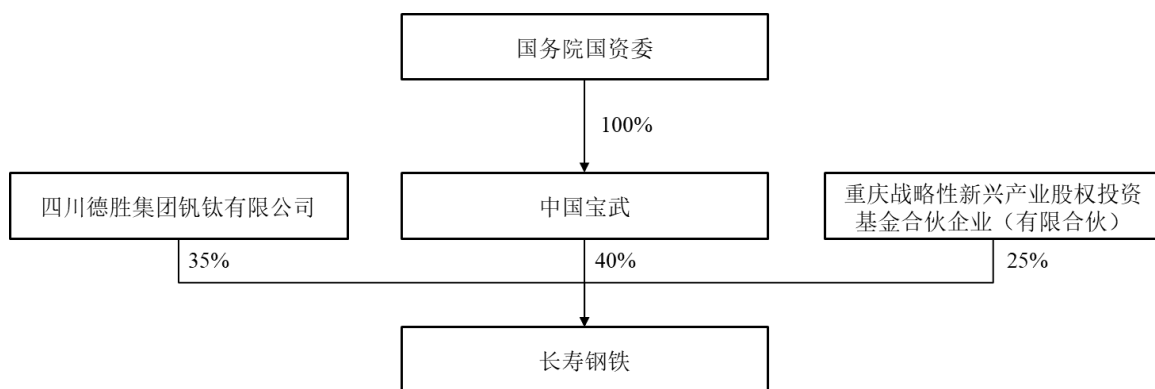 国务院国资委
100%
四川德胜集团钒钛有限公司
中国宝武
重庆战略性新兴产业股权投资
基金合伙企业（有限合伙）
35%
40%
25%
长寿钢铁